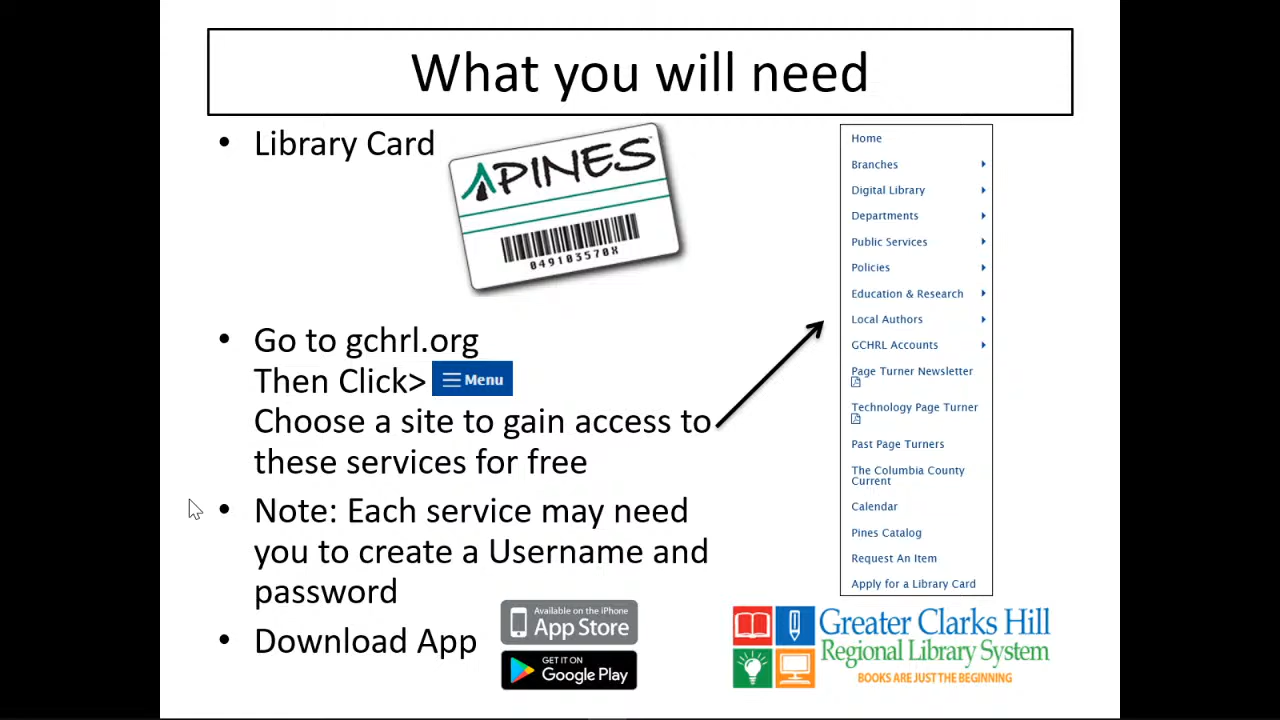 What you will need
• Library Card
PINES
049103570X
• Go to gchrl.org
Then Click>
Menu
Choose a site to gain access to
these services for free
• Note: Each service may need
you to create a Username and
password
• Download App
Available on the iPhone
App Store
GET IT ON
Google Play
Home
Branches
Digital Library
Departments
Public Services
Policies
Education & Research
Local Authors
GCHRL Accounts
Page Turner Newsletter
Technology Page Turner
Past Page Turners
The Columbia County
Current
Calendar
Pines Catalog
Request An Item
Apply for a Library Card
Greater Clarks Hill
Regional Library System
BOOKS ARE JUST THE BEGINNING